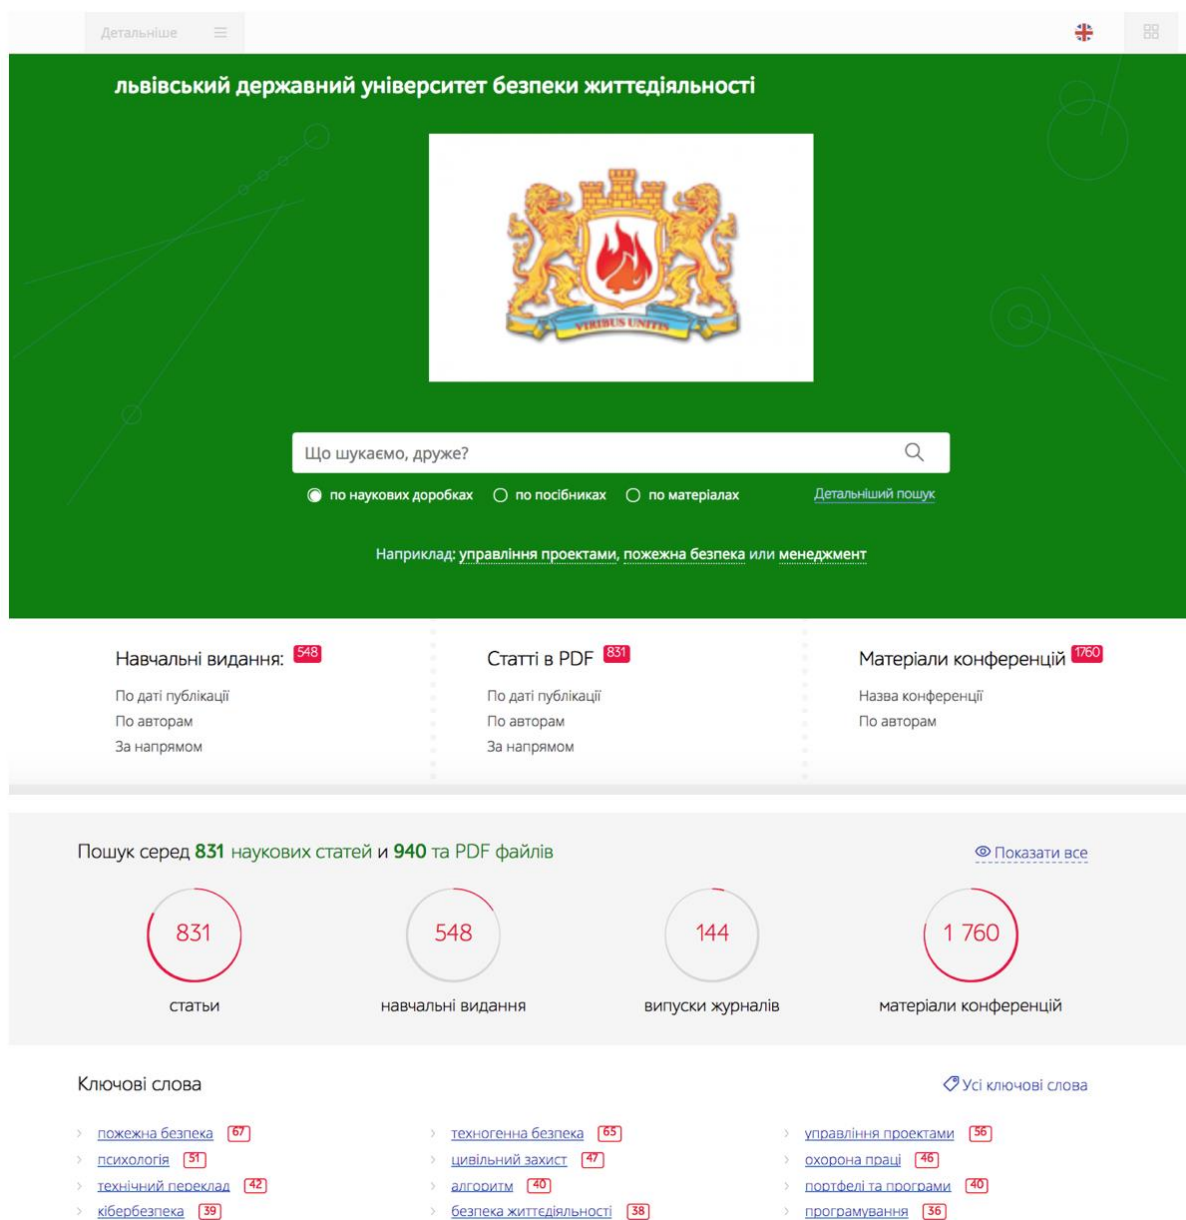 Детальніше
львівський державний університет безпеки життєдіяльності
VIRIBUS UNITIS
Що шукаємо, друже?
по наукових доробках по посібниках по матеріалах Детальніший пошук
Наприклад: управління проектами, пожежна безпека или менеджмент
Навчальні видання: 548
По даті публікації
По авторам
За напрямом
Статті в PDF 831
По даті публікації
По авторам
За напрямом
Матеріали конференцій 1760
Назва конференції
По авторам
Пошук серед 831 наукових статей и 940 та PDF файлів
Показати все
831
статьи
548
навчальні видання
144
випуски журналів
1 760
матеріали конференцій
Ключові слова
Усі ключові слова
пожежна безпека 67
психологія 51
технічний переклад 42
кібербезпека 39
техногенна безпека 65
цивільний захист 47
алгоритм 40
безпека життєдіяльності 38
управління проектами 56
охорона праці 46
портфелі та програми 40
програмування 36